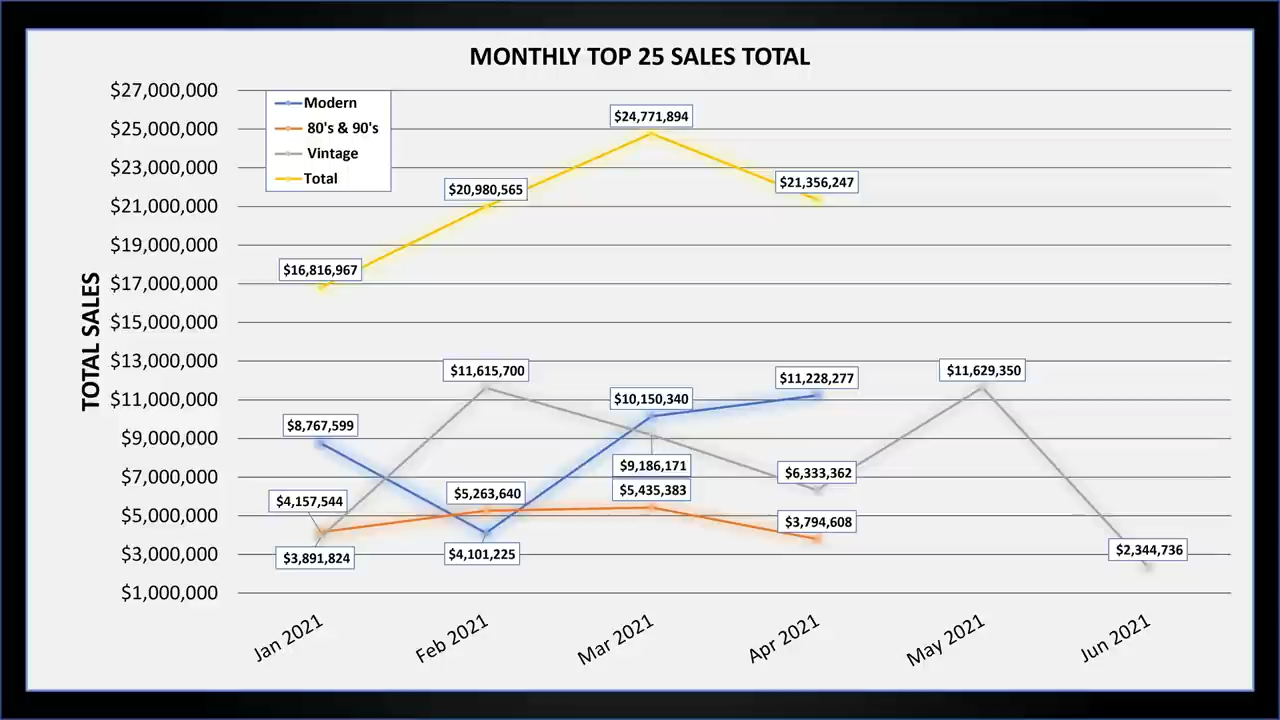 MONTHLY TOP 25 SALES TOTAL
TOTAL SALES
$27,000,000
$25,000,000
$23,000,000
$21,000,000
$19,000,000
$17,000,000
$15,000,000
$13,000,000
$11,000,000
$9,000,000
$7,000,000
$5,000,000
$3,000,000
$1,000,000
Modern
80's & 90's
Vintage
Total
$24,771,894
$20,980,565
$21,356,247
$16,816,967
$11,615,700
$11,629,350
$11,228,277
$10,150,340
$8,767,599
$9,186,171
$6,333,362
$5,435,383
$5,263,640
$4,157,544
$3,794,608
$3,891,824
$4,101,225
$2,344,736
Jan 2021
Feb 2021
Mar 2021
Apr 2021
May 2021
Jun 2021